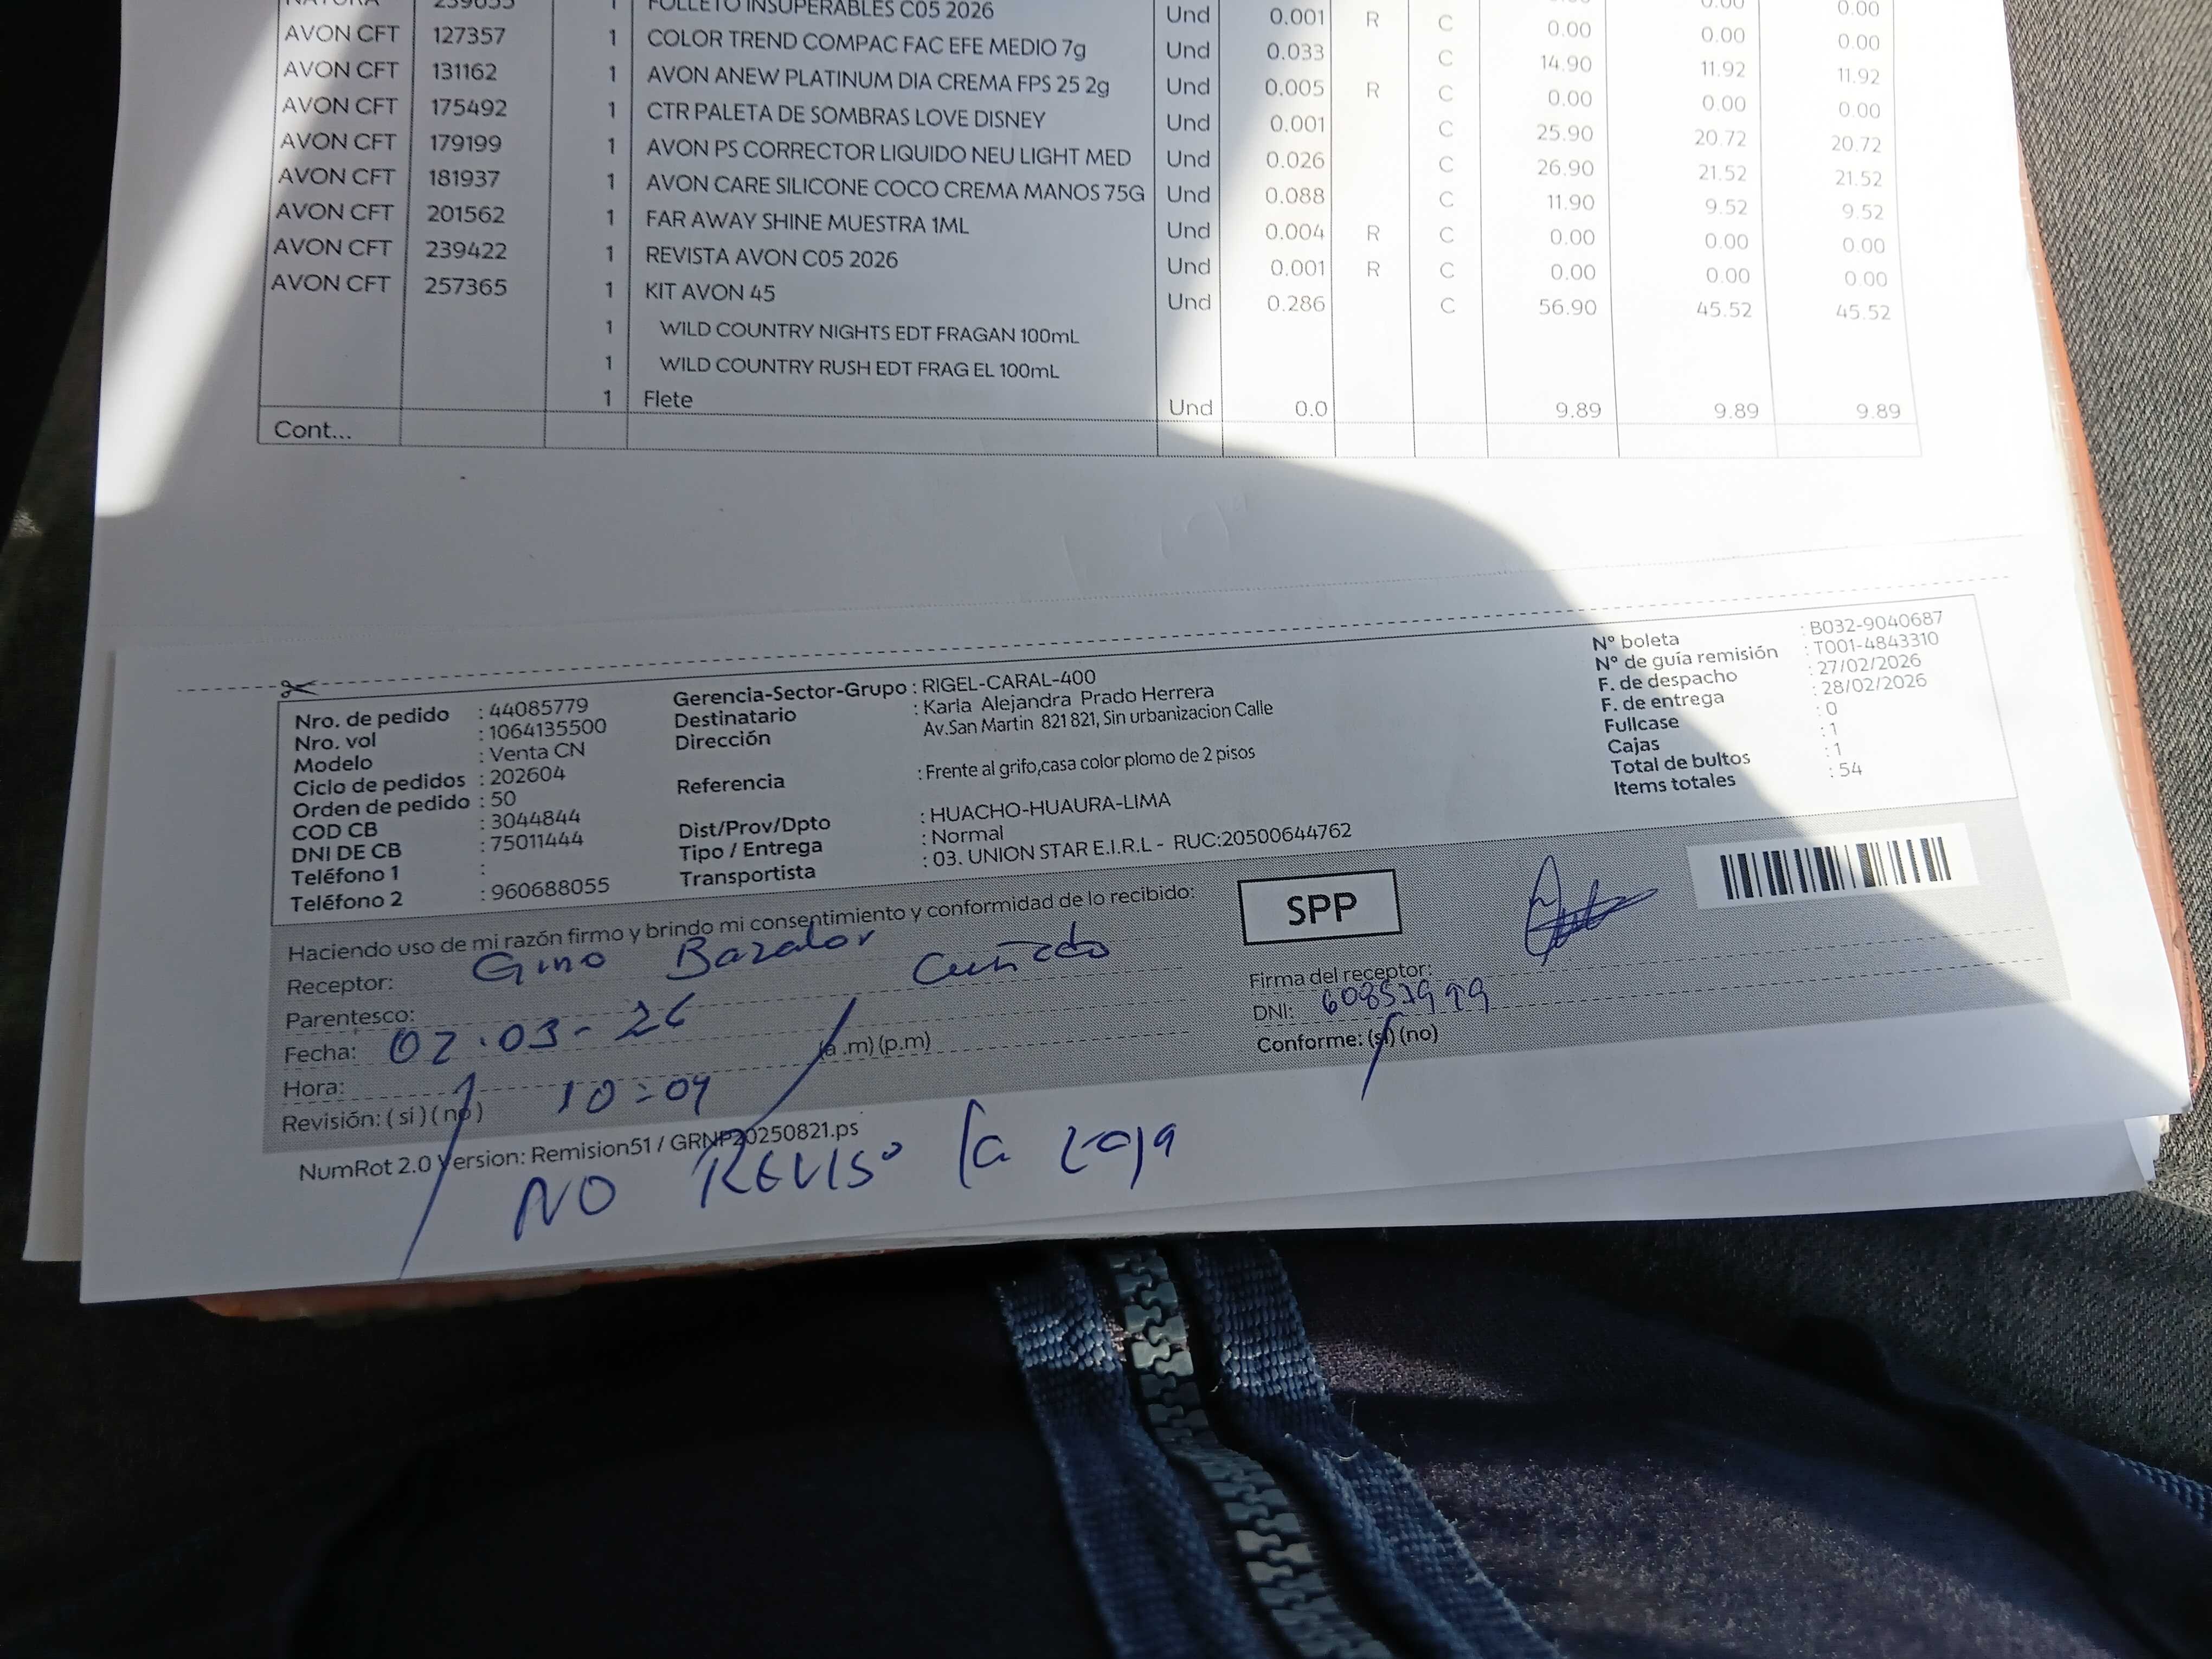 NATURA 239055 1 FOLLETO INSUPERABLES C05 2026 Und 0.001 R C 0.00 0.00 0.00
AVON CFT 127357 1 COLOR TREND COMPAC FAC EFE MEDIO 7g Und 0.033 C 14.90 11.92 11.92
AVON CFT 131162 1 AVON ANEW PLATINUM DIA CREMA FPS 25 2g Und 0.005 R C 0.00 0.00 0.00
AVON CFT 175492 1 CTR PALETA DE SOMBRAS LOVE DISNEY Und 0.001 C 25.90 20.72 20.72
AVON CFT 179199 1 AVON PS CORRECTOR LIQUIDO NEU LIGHT MED Und 0.026 C 26.90 21.52 21.52
AVON CFT 181937 1 AVON CARE SILICONE COCO CREMA MANOS 75G Und 0.088 C 11.90 9.52 9.52
AVON CFT 201562 1 FAR AWAY SHINE MUESTRA 1ML Und 0.004 R C 0.00 0.00 0.00
AVON CFT 239422 1 REVISTA AVON C05 2026 Und 0.001 R C 0.00 0.00 0.00
AVON CFT 257365 1 KIT AVON 45 Und 0.286 C 56.90 45.52 45.52
1 WILD COUNTRY NIGHTS EDT FRAGAN 100mL
1 WILD COUNTRY RUSH EDT FRAG EL 100mL
1 Flete Und 0.0 9.89 9.89 9.89
Cont...
Nro. de pedido : 44085779
Nro. vol : 1064135500
Modelo : Venta CN
Ciclo de pedidos : 202604
Orden de pedido : 50
COD CB : 3044844
DNI DE CB : 75011444
Teléfono 1 :
Teléfono 2 : 960688055
Gerencia-Sector-Grupo : RIGEL-CARAL-400
Destinatario : Karla Alejandra Prado Herrera
Dirección Av.San Martin 821 821, Sin urbanizacion Calle
Referencia : Frente al grifo,casa color plomo de 2 pisos
Dist/Prov/Dpto : HUACHO-HUAURA-LIMA
Tipo / Entrega : Normal
Transportista : 03. UNION STAR E.I.R.L - RUC:20500644762
N° boleta : B032-9040687
N° de guía remisión : T001-4843310
F. de despacho : 27/02/2026
F. de entrega : 28/02/2026
Fullcase : 0
Cajas : 1
Total de bultos : 1
Items totales : 54
Haciendo uso de mi razón firmo y brindo mi consentimiento y conformidad de lo recibido:
SPP
Receptor: Gino Bazalor
Parentesco: Cuñado
Fecha: 02.03-26
Hora: 10:09 (a .m) (p.m)
Revisión: ( si ) ( no )
Firma del receptor:
DNI:
Conforme: (si) (no)
NumRot 2.0 Version: Remision51 / GRNP20250821.ps
NO REVISO la caja